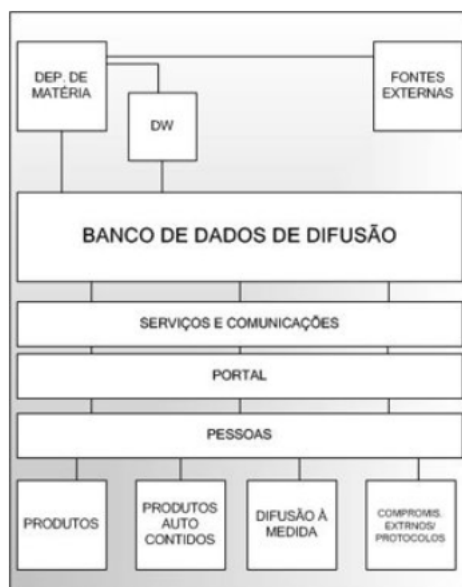 DEP. DE
MATÉRIA
FONTES
EXTERNAS
DW
BANCO DE DADOS DE DIFUSÃO
SERVIÇOS E COMUNICAÇÕES
PORTAL
PESSOAS
PRODUTOS
PRODUTOS
AUTO
CONTIDOS
DIFUSÃO À
MEDIDA
COMPROMIS.
EXTRNOS/
PROTOCOLOS